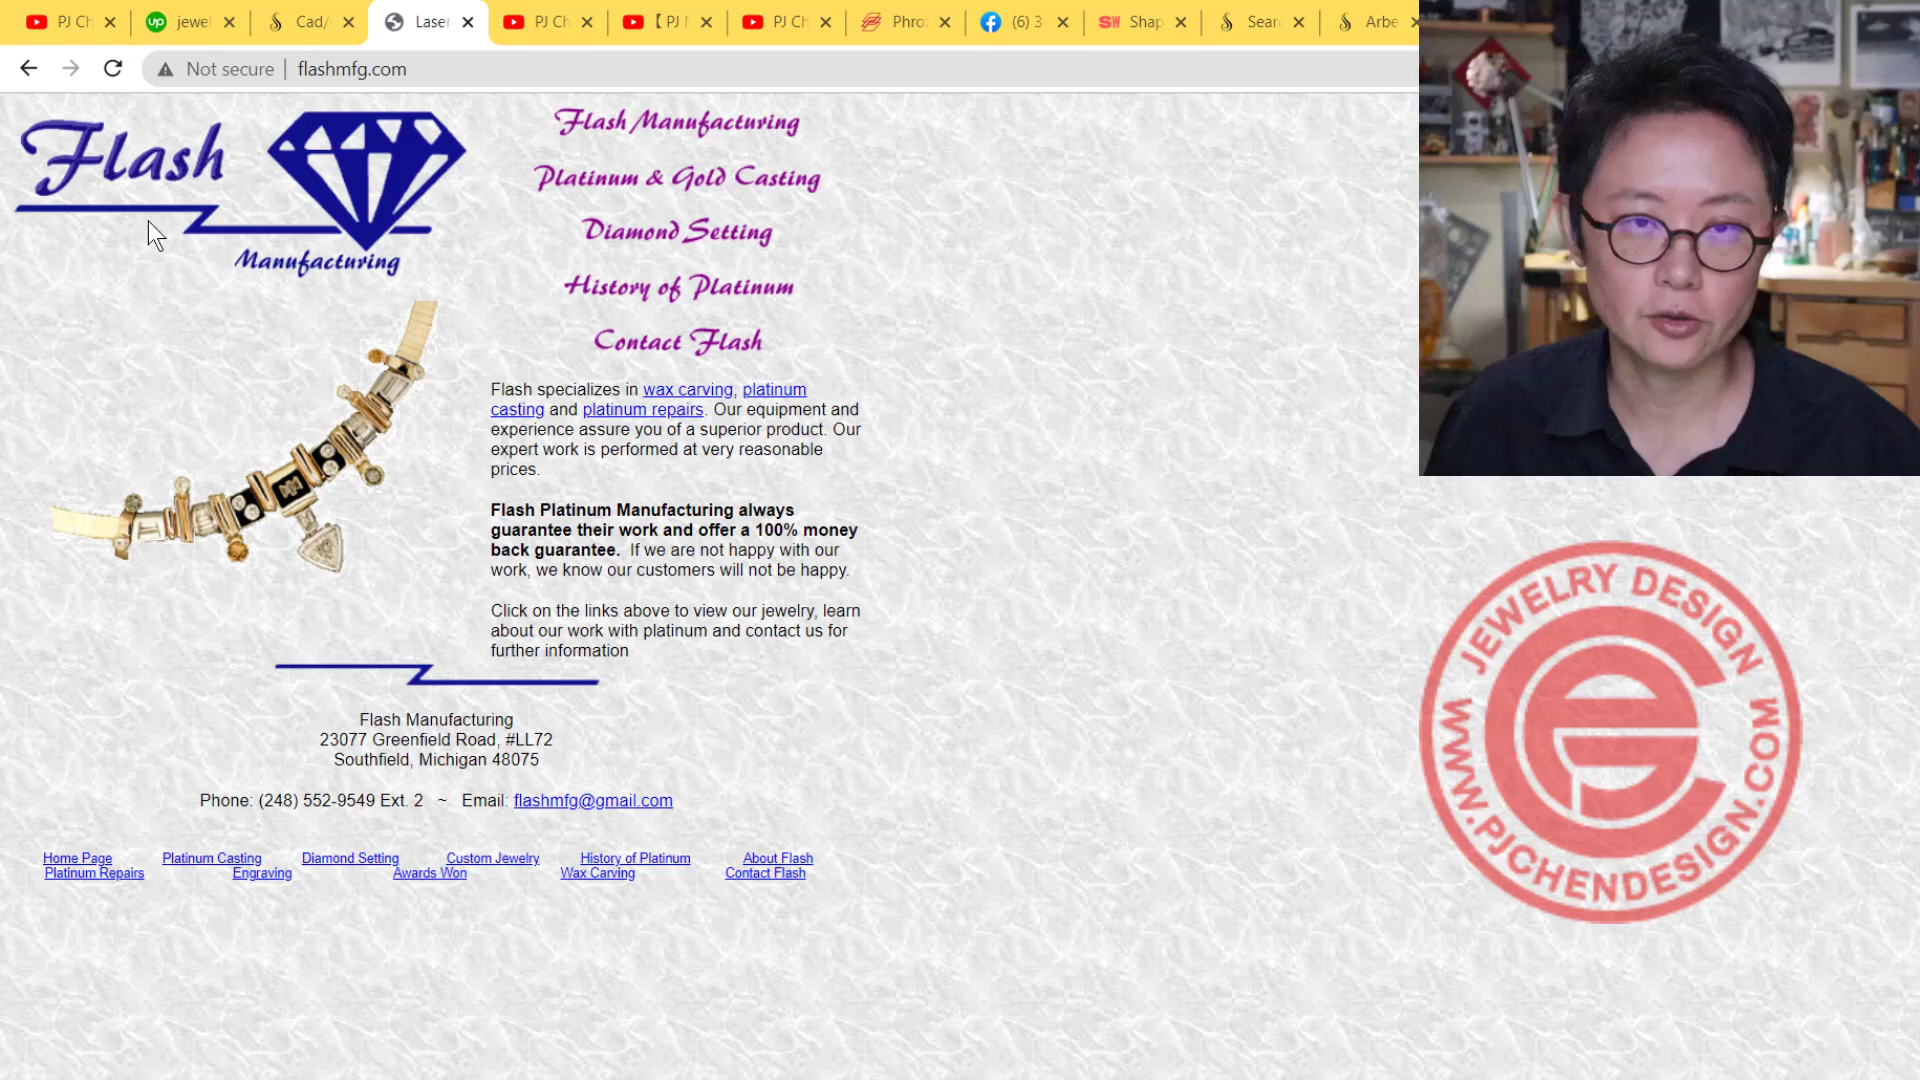 PJ Ch
jewel
Cad/
Laser
PJ Ch
【PJ
PJ Ch
Phro
(6) 3
SW Shap
Sear
Arbe
Not secure | flashmfg.com
Flash
Manufacturing
Flash Manufacturing
Platinum & Gold Casting
Diamond Setting
History of Platinum
Contact Flash
Flash specializes in wax carving, platinum
casting and platinum repairs. Our equipment and
experience assure you of a superior product. Our
expert work is performed at very reasonable
prices.
Flash Platinum Manufacturing always
guarantee their work and offer a 100% money
back guarantee. If we are not happy with our
work, we know our customers will not be happy.
Click on the links above to view our jewelry, learn
about our work with platinum and contact us for
further information
Flash Manufacturing
23077 Greenfield Road, #LL72
Southfield, Michigan 48075
Phone: (248) 552-9549 Ext. 2 ~ Email: flashmfg@gmail.com
Home Page Platinum Casting Diamond Setting Custom Jewelry History of Platinum About Flash
Platinum Repairs Engraving Awards Won Wax Carving Contact Flash
JEWELRY DESIGN
WWW.PJCHENDESIGN.COM